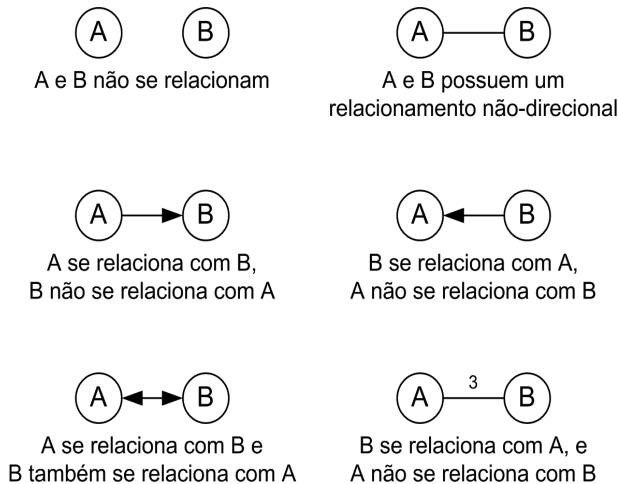 A B
A e B não se relacionam
A B
A e B possuem um
relacionamento não-direcional
A B
A se relaciona com B,
B não se relaciona com A
A B
B se relaciona com A,
A não se relaciona com B
A B
A se relaciona com B e
B também se relaciona com A
A 3 B
B se relaciona com A, e
A não se relaciona com B